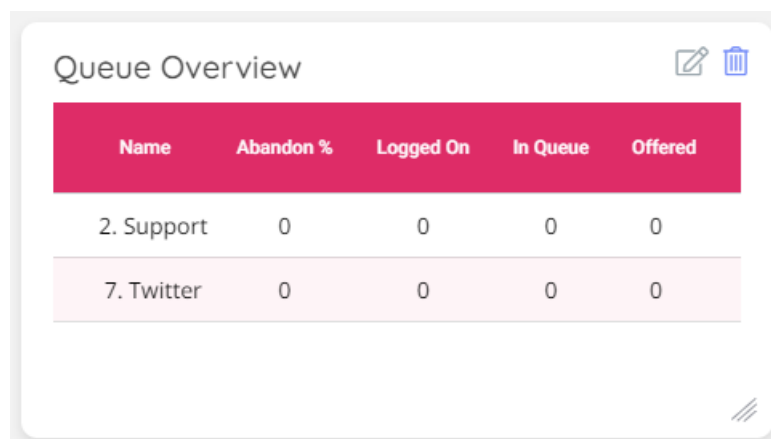 Queue Overview
Name Abandon % Logged On In Queue Offered
2. Support 0 0 0 0
7. Twitter 0 0 0 0